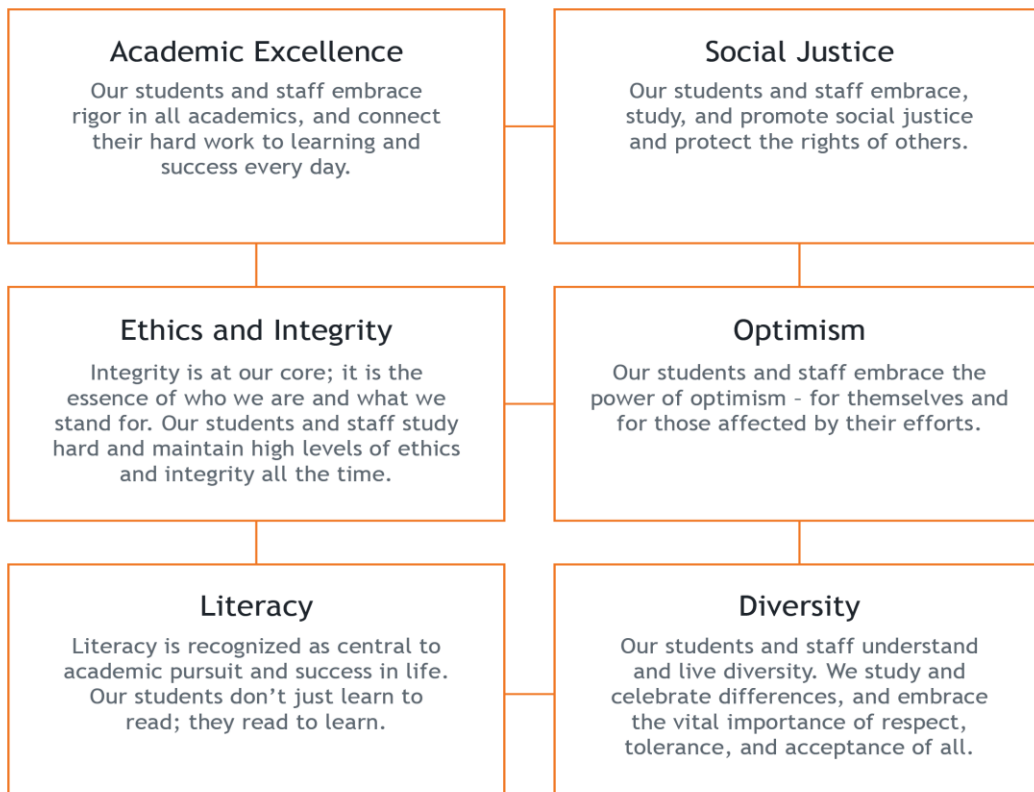 Academic Excellence
Our students and staff embrace
rigor in all academics, and connect
their hard work to learning and
success every day.
Social Justice
Our students and staff embrace,
study, and promote social justice
and protect the rights of others.
Ethics and Integrity
Integrity is at our core; it is the
essence of who we are and what we
stand for. Our students and staff study
hard and maintain high levels of ethics
and integrity all the time.
Optimism
Our students and staff embrace the
power of optimism – for themselves and
for those affected by their efforts.
Literacy
Literacy is recognized as central to
academic pursuit and success in life.
Our students don’t just learn to
read; they read to learn.
Diversity
Our students and staff understand
and live diversity. We study and
celebrate differences, and embrace
the vital importance of respect,
tolerance, and acceptance of all.